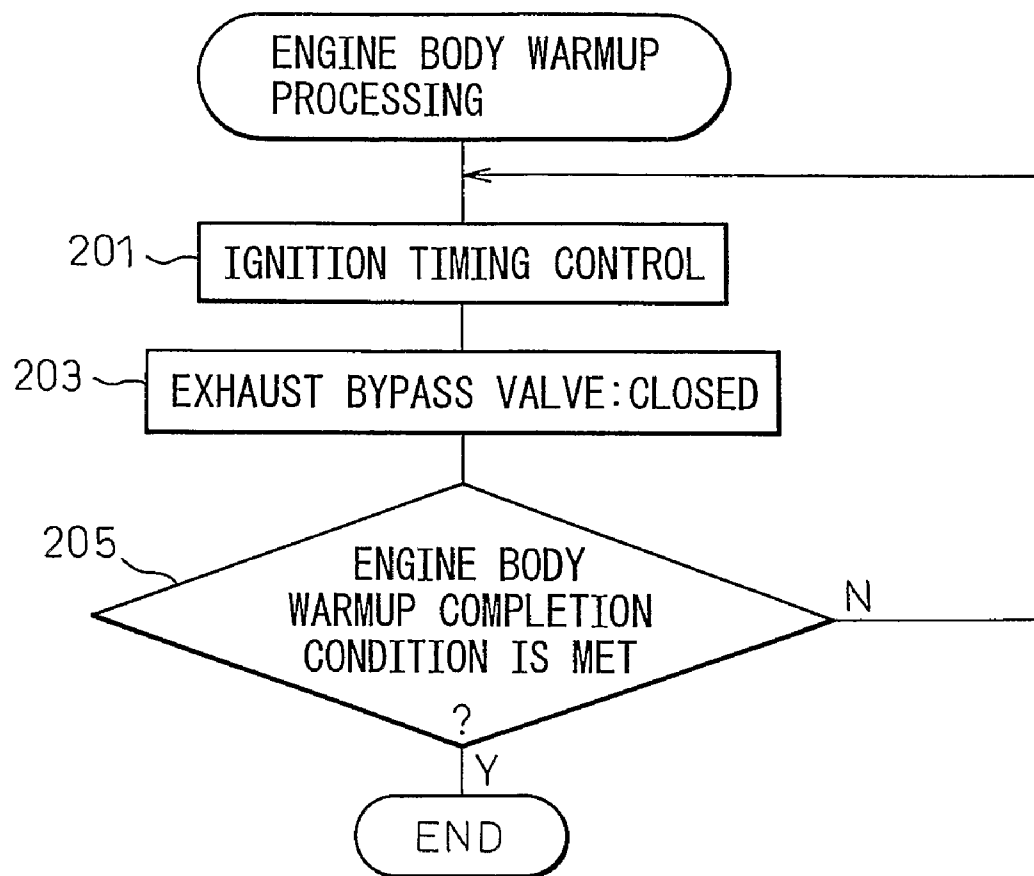 ENGINE BODY WARMUP
PROCESSING
201
IGNITION TIMING CONTROL
203
EXHAUST BYPASS VALVE:CLOSED
205
ENGINE BODY
WARMUP COMPLETION
CONDITION IS MET
?
N
Y
END